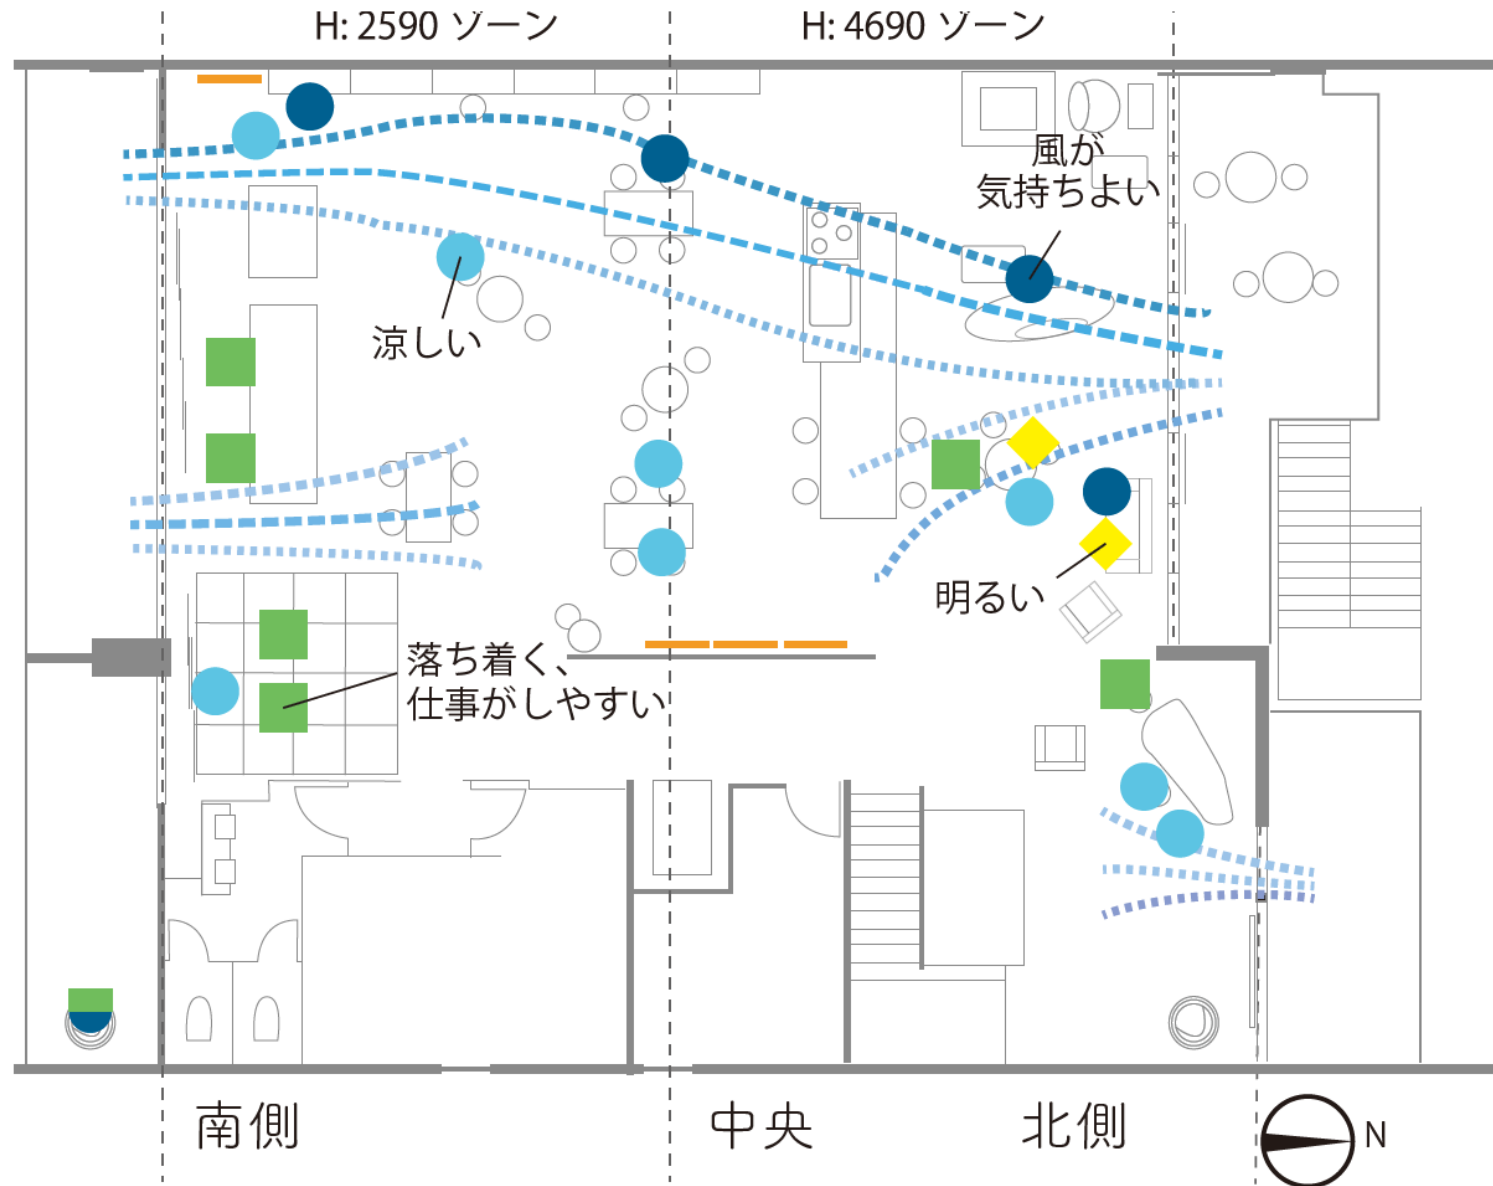 H: 2590 ゾーン
H: 4690 ゾーン
風が
気持ちよい
涼しい
明るい
落ち着く、
仕事がしやすい
南側
中央
北側
N